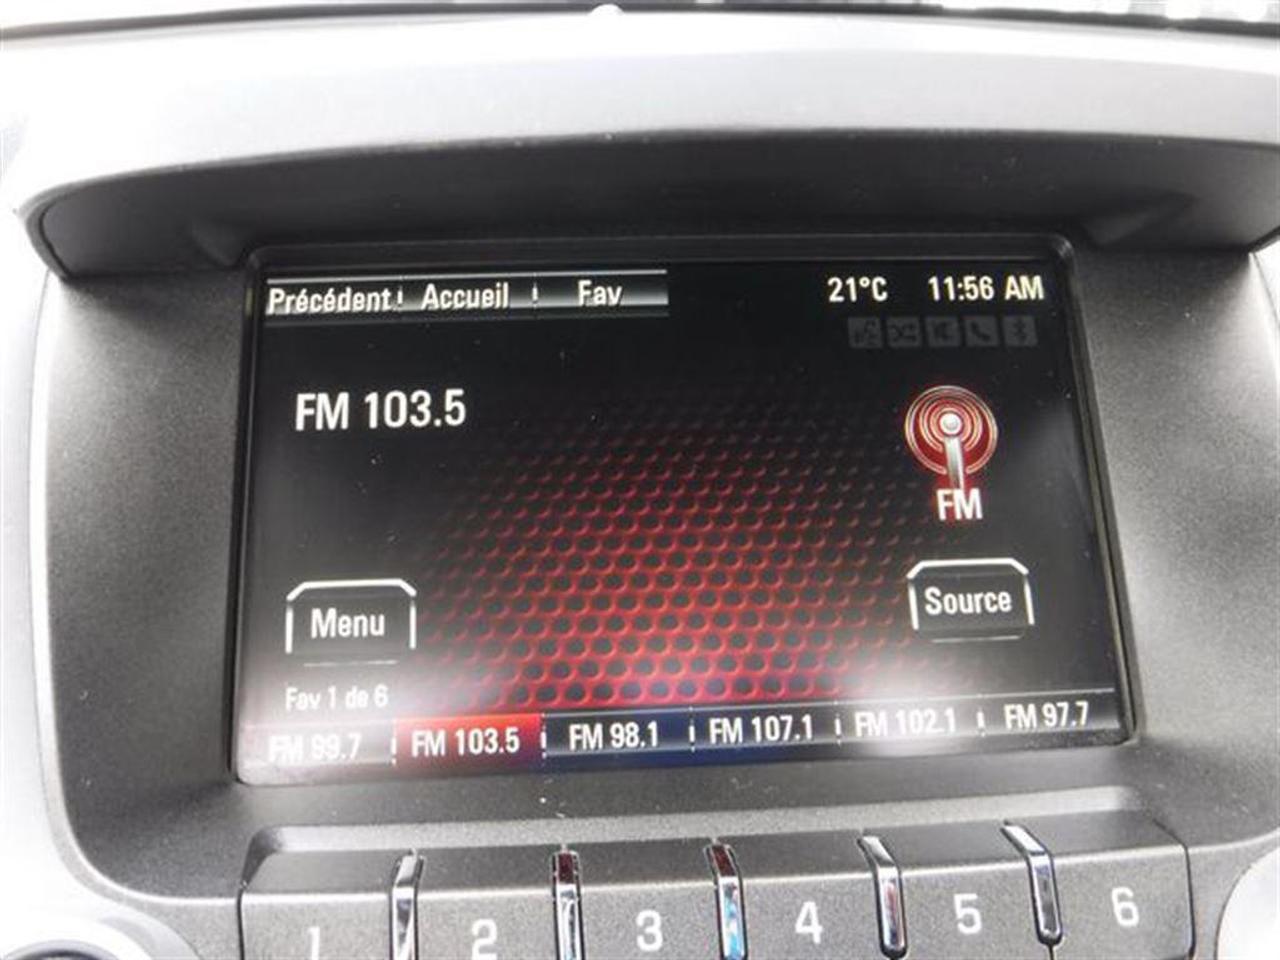 Précédent Accueil Fav 21°C 11:56 AM
FM 103.5
FM
Menu Source
Fav 1 de 6
FM 99.7 FM 103.5 FM 98.1 FM 107.1 FM 102.1 FM 97.7
1 2 3 4 5 6